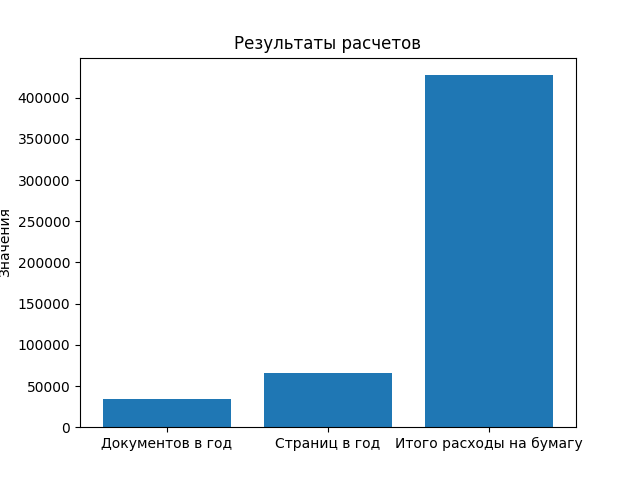 Результаты расчетов
Значения
400000
350000
300000
250000
200000
150000
100000
50000
0
Документов в год
Страниц в год
Итого расходы на бумагу